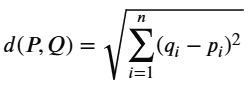 d(P, Q) = √(∑_{i=1}^{n} (q_i − p_i)²)